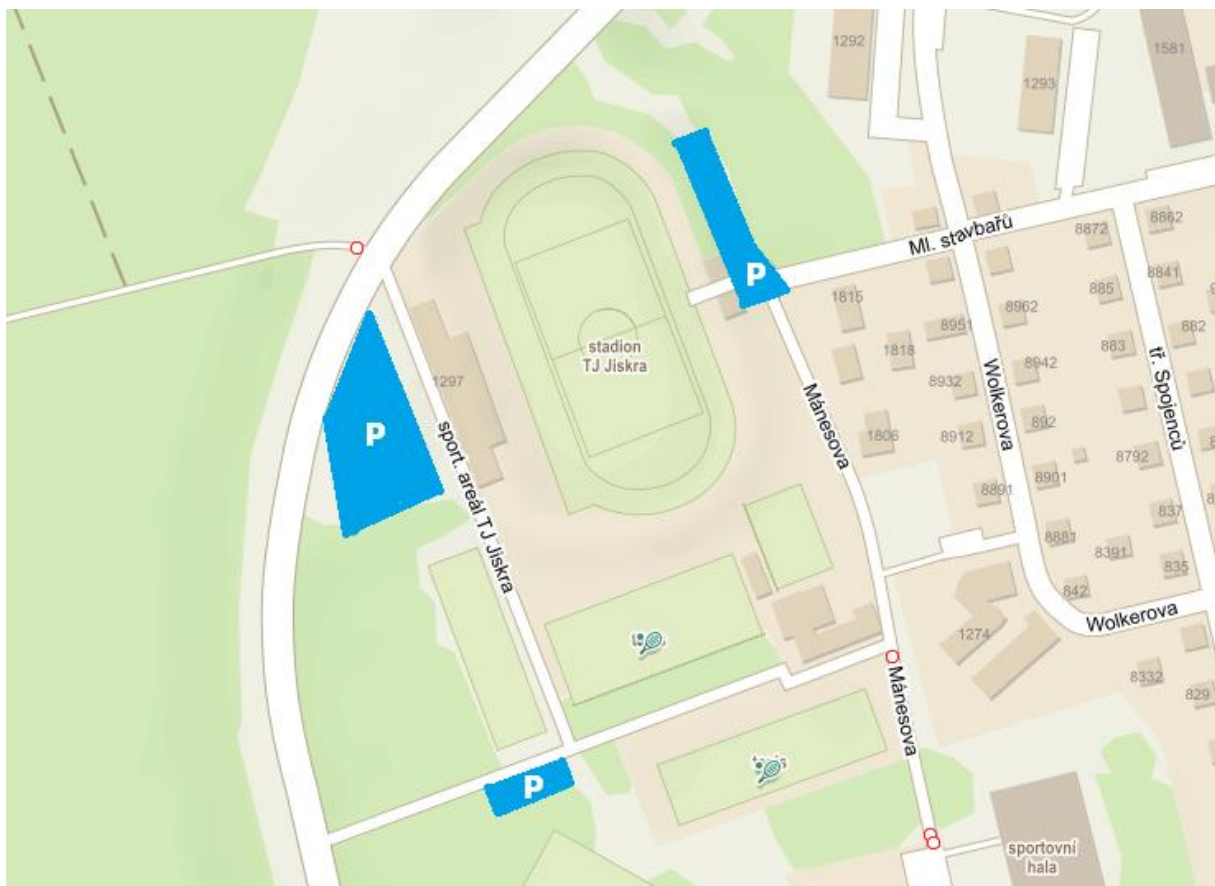 1292
1293
1581
8862
8872
Ml. stavbařů
P
8841
885
1815
8962
8951
882
stadion
TJ Jiskra
1818
883
8942
1297
8932
Wolkerova
tř. Spojenců
Mánesova
892
P
1806
8912
sport. areál TJ Jiskra
8792
8901
8891
837
8881
8391
835
842
Wolkerova
1274
8332
Mánesova
829
P
sportovní
hala